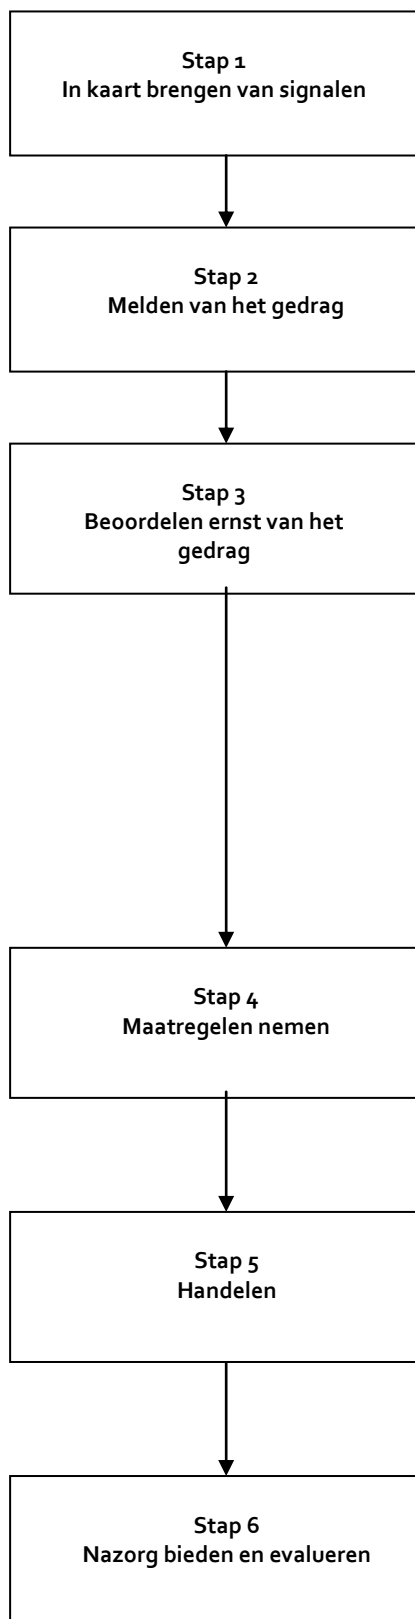 Stap 1
In kaart brengen van signalen
Stap 2
Melden van het gedrag
Stap 3
Beoordelen ernst van het
gedrag
Stap 4
Maatregelen nemen
Stap 5
Handelen
Stap 6
Nazorg bieden en evalueren